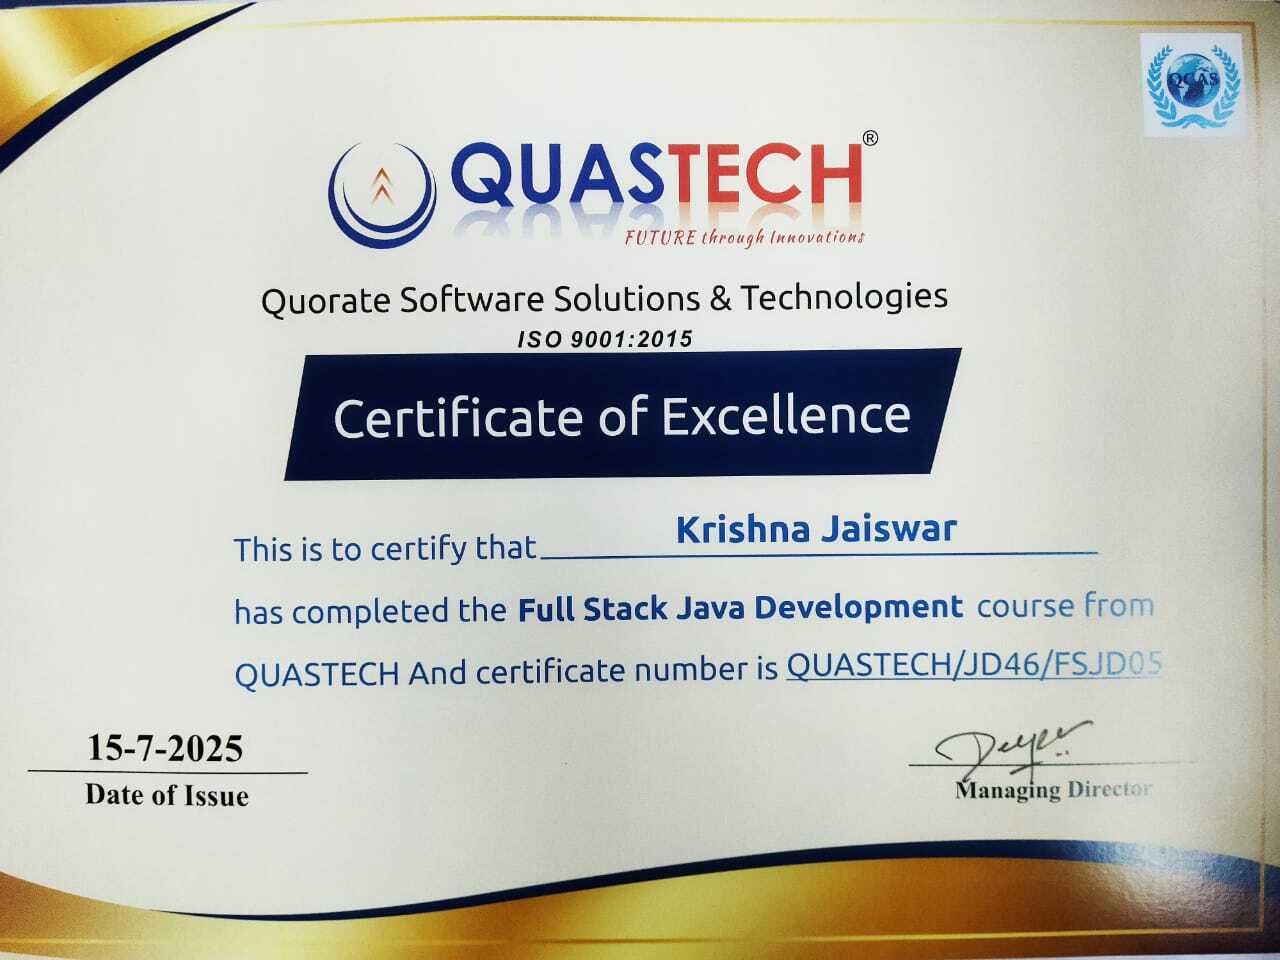 QCAS
QUASTECH®
FUTURE through Innovations
Quorate Software Solutions & Technologies
ISO 9001:2015
Certificate of Excellence
This is to certify that Krishna Jaiswar
has completed the Full Stack Java Development course from
QUASTECH And certificate number is QUASTECH/JD46/FSJD05
15-7-2025
Date of Issue
Managing Director